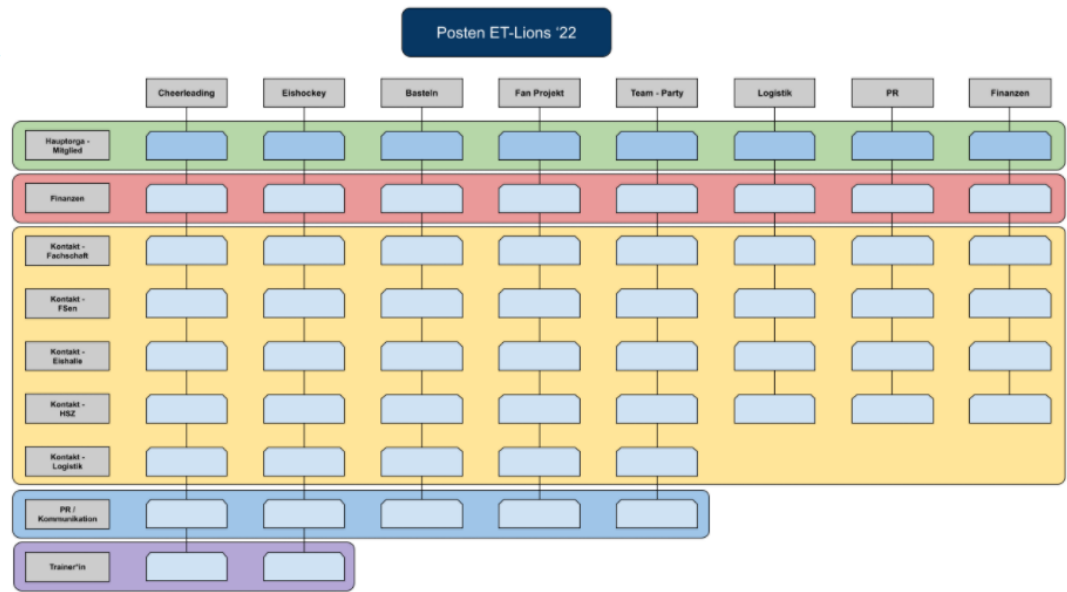 Posten ET-Lions '22
Cheerleading
Eishockey
Basteln
Fan Projekt
Team - Party
Logistik
PR
Finanzen
Hauptorga -
Mitglied
Finanzen
Kontakt -
Fachschaft
Kontakt -
FSen
Kontakt -
Eishalle
Kontakt -
HSZ
Kontakt -
Logistik
PR /
Kommunikation
Trainer*in